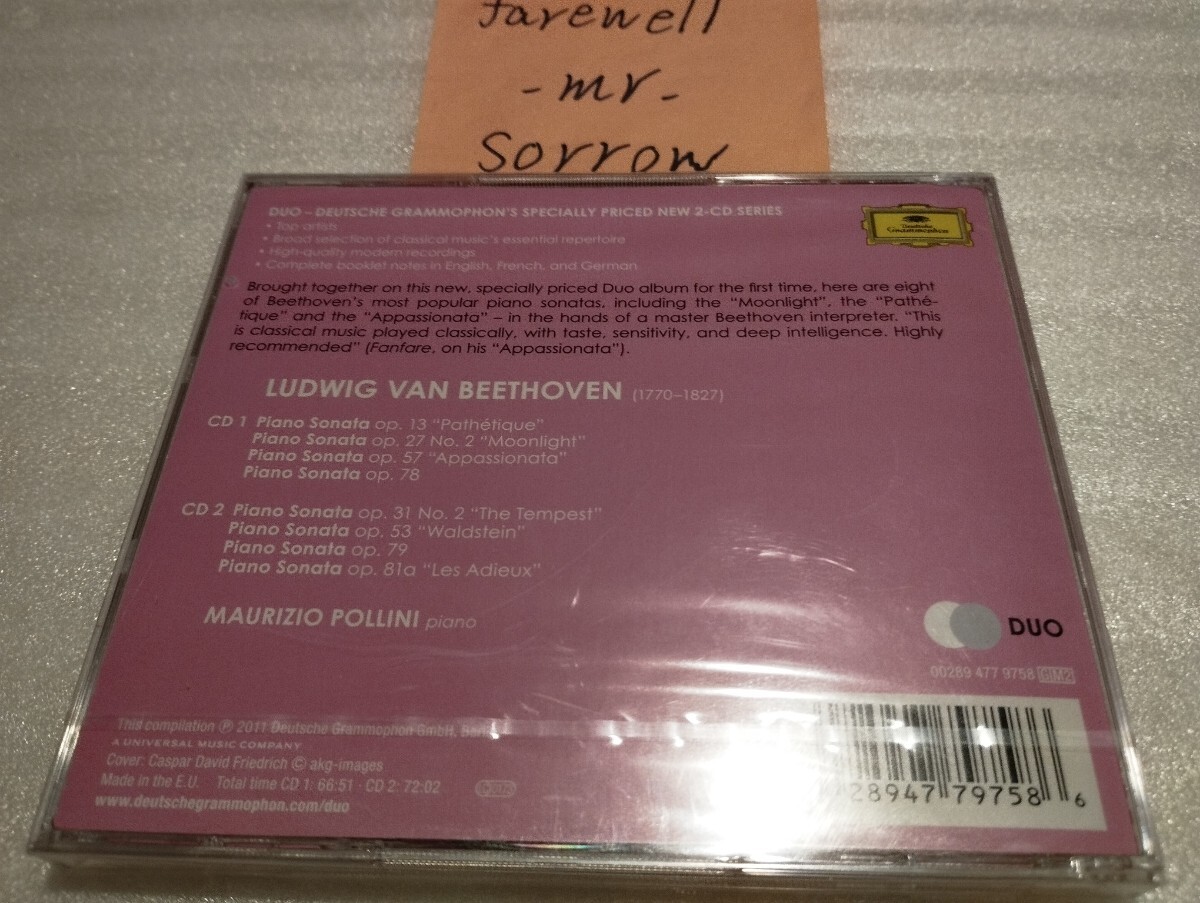 farewell
-mr-
Sorrow
DUO – DEUTSCHE GRAMMOPHON'S SPECIALLY PRICED NEW 2-CD SERIES
• Top artists
• Broad selection of classical music's essential repertoire
• High-quality modern recordings
• Complete booklet notes in English, French, and German
Deutsche
Grammophon
Brought together on this new, specially priced Duo album for the first time, here are eight
of Beethoven's most popular piano sonatas, including the “Moonlight”, the “Pathé-
tique” and the “Appassionata” – in the hands of a master Beethoven interpreter. “This
is classical music played classically, with taste, sensitivity, and deep intelligence. Highly
recommended” (Fanfare, on his “Appassionata”).
LUDWIG VAN BEETHOVEN (1770–1827)
CD 1 Piano Sonata op. 13 “Pathétique”
Piano Sonata op. 27 No. 2 “Moonlight”
Piano Sonata op. 57 “Appassionata”
Piano Sonata op. 78
CD 2 Piano Sonata op. 31 No. 2 “The Tempest”
Piano Sonata op. 53 “Waldstein”
Piano Sonata op. 79
Piano Sonata op. 81a “Les Adieux”
MAURIZIO POLLINI piano
DUO
00289 477 9758 GM2
This compilation ℗ 2011 Deutsche Grammophon GmbH,
A UNIVERSAL MUSIC COMPANY
Cover: Caspar David Friedrich © akg-images
Made in the E.U. Total time CD 1: 66:51 · CD 2: 72:02
www.deutschegrammophon.com/duo
28947 79758 6